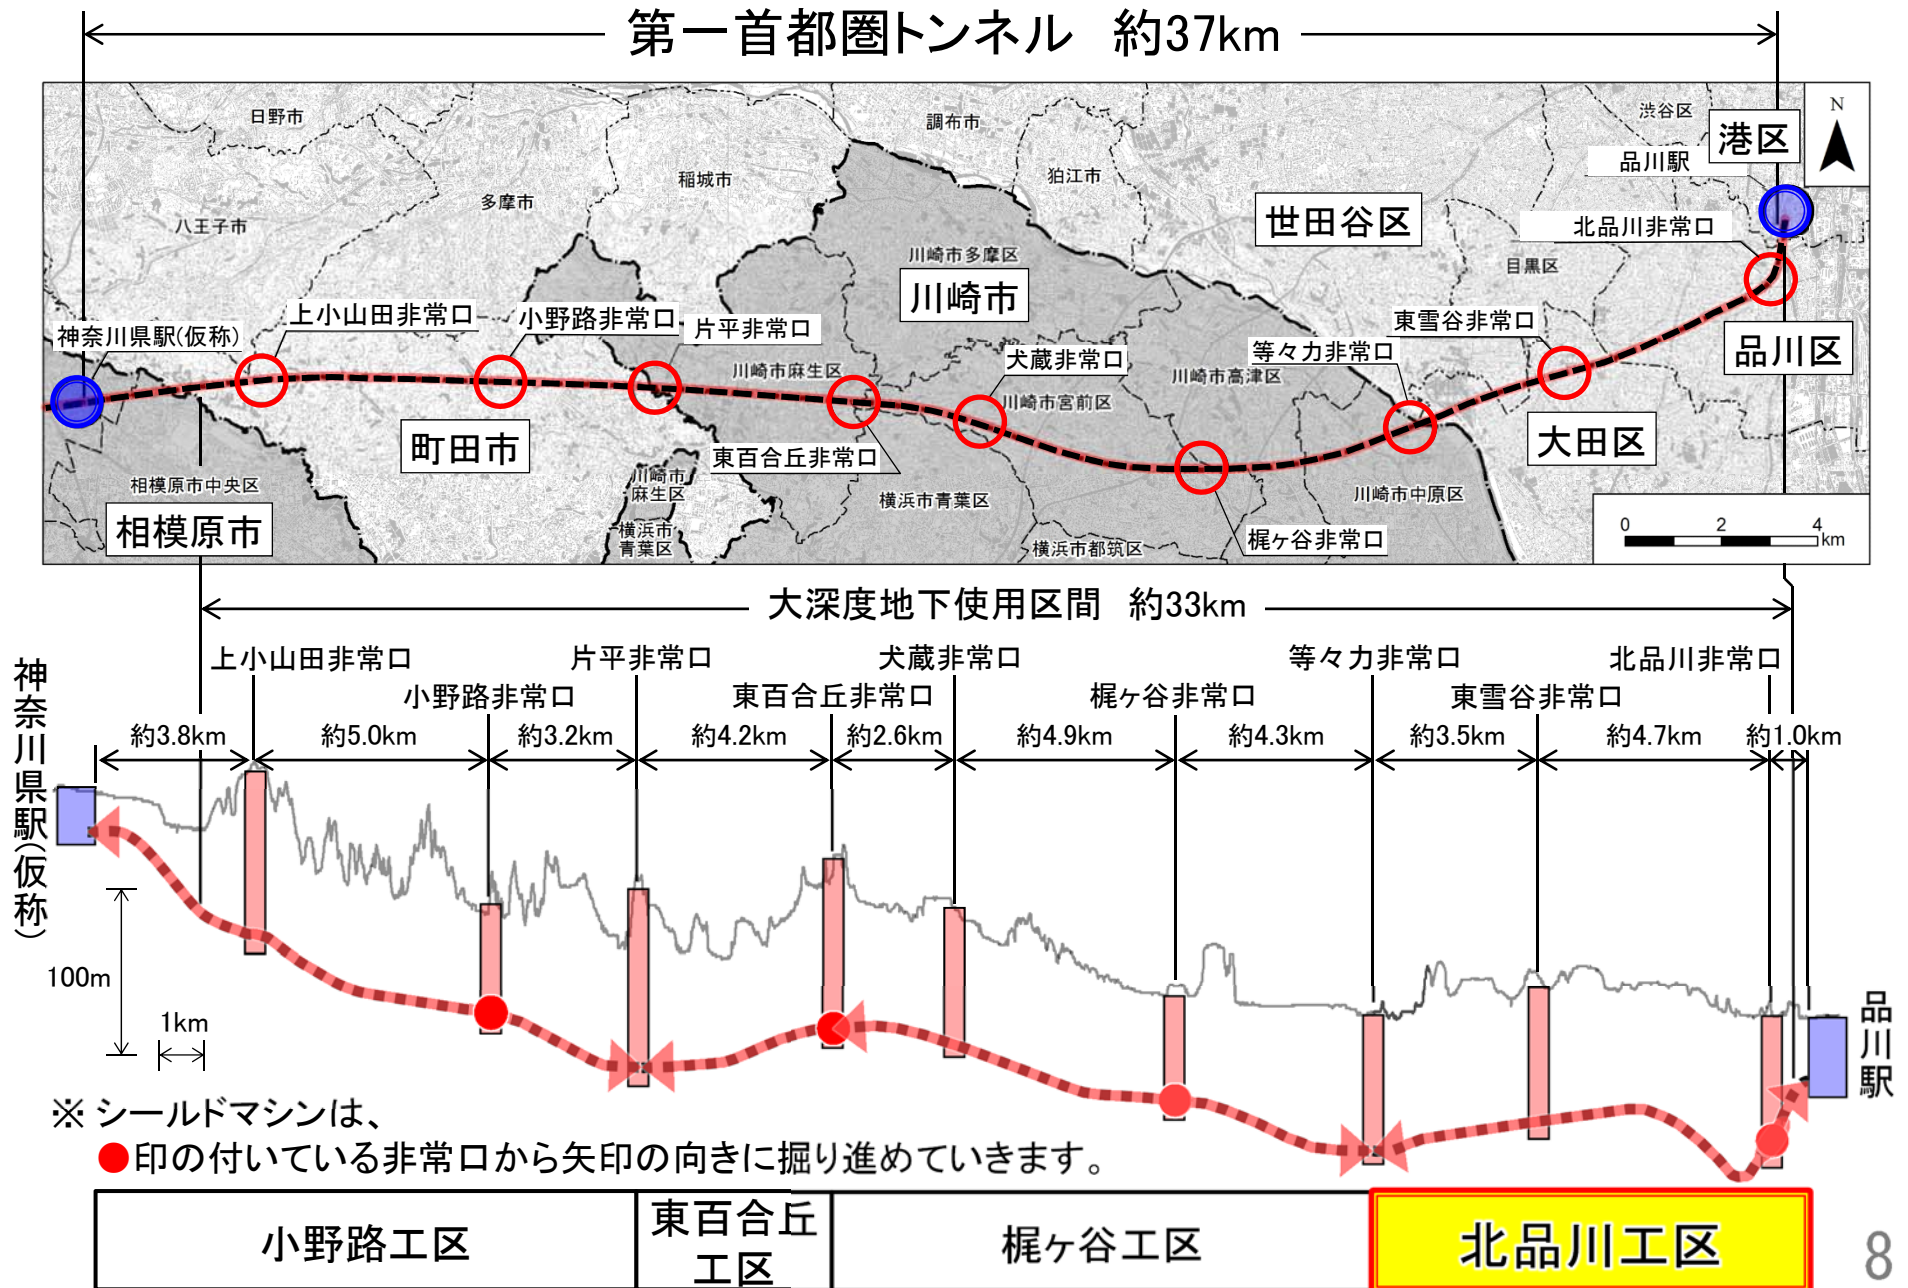 第一首都圏トンネル 約37km
日野市
調布市
渋谷区
港区
N
品川駅
稲城市
狛江市
多摩市
世田谷区
八王子市
北品川非常口
川崎市多摩区
目黒区
川崎市
上小山田非常口
小野路非常口
片平非常口
東雪谷非常口
神奈川県駅(仮称)
犬蔵非常口
等々力非常口
品川区
川崎市麻生区
川崎市高津区
川崎市宮前区
町田市
大田区
東百合丘非常口
相模原市中央区
川崎市
麻生区
横浜市青葉区
川崎市中原区
相模原市
横浜市
青葉区
横浜市都筑区
梶ヶ谷非常口
0 2 4
km
大深度地下使用区間 約33km
上小山田非常口
片平非常口
犬蔵非常口
等々力非常口
北品川非常口
小野路非常口
東百合丘非常口
梶ヶ谷非常口
東雪谷非常口
約3.8km
約5.0km
約3.2km
約4.2km
約2.6km
約4.9km
約4.3km
約3.5km
約4.7km
約1.0km
神奈川県駅(仮称)
100m
1km
品川駅
※ シールドマシンは、
●印の付いている非常口から矢印の向きに掘り進めていきます。
小野路工区
東百合丘
工区
梶ヶ谷工区
北品川工区
8